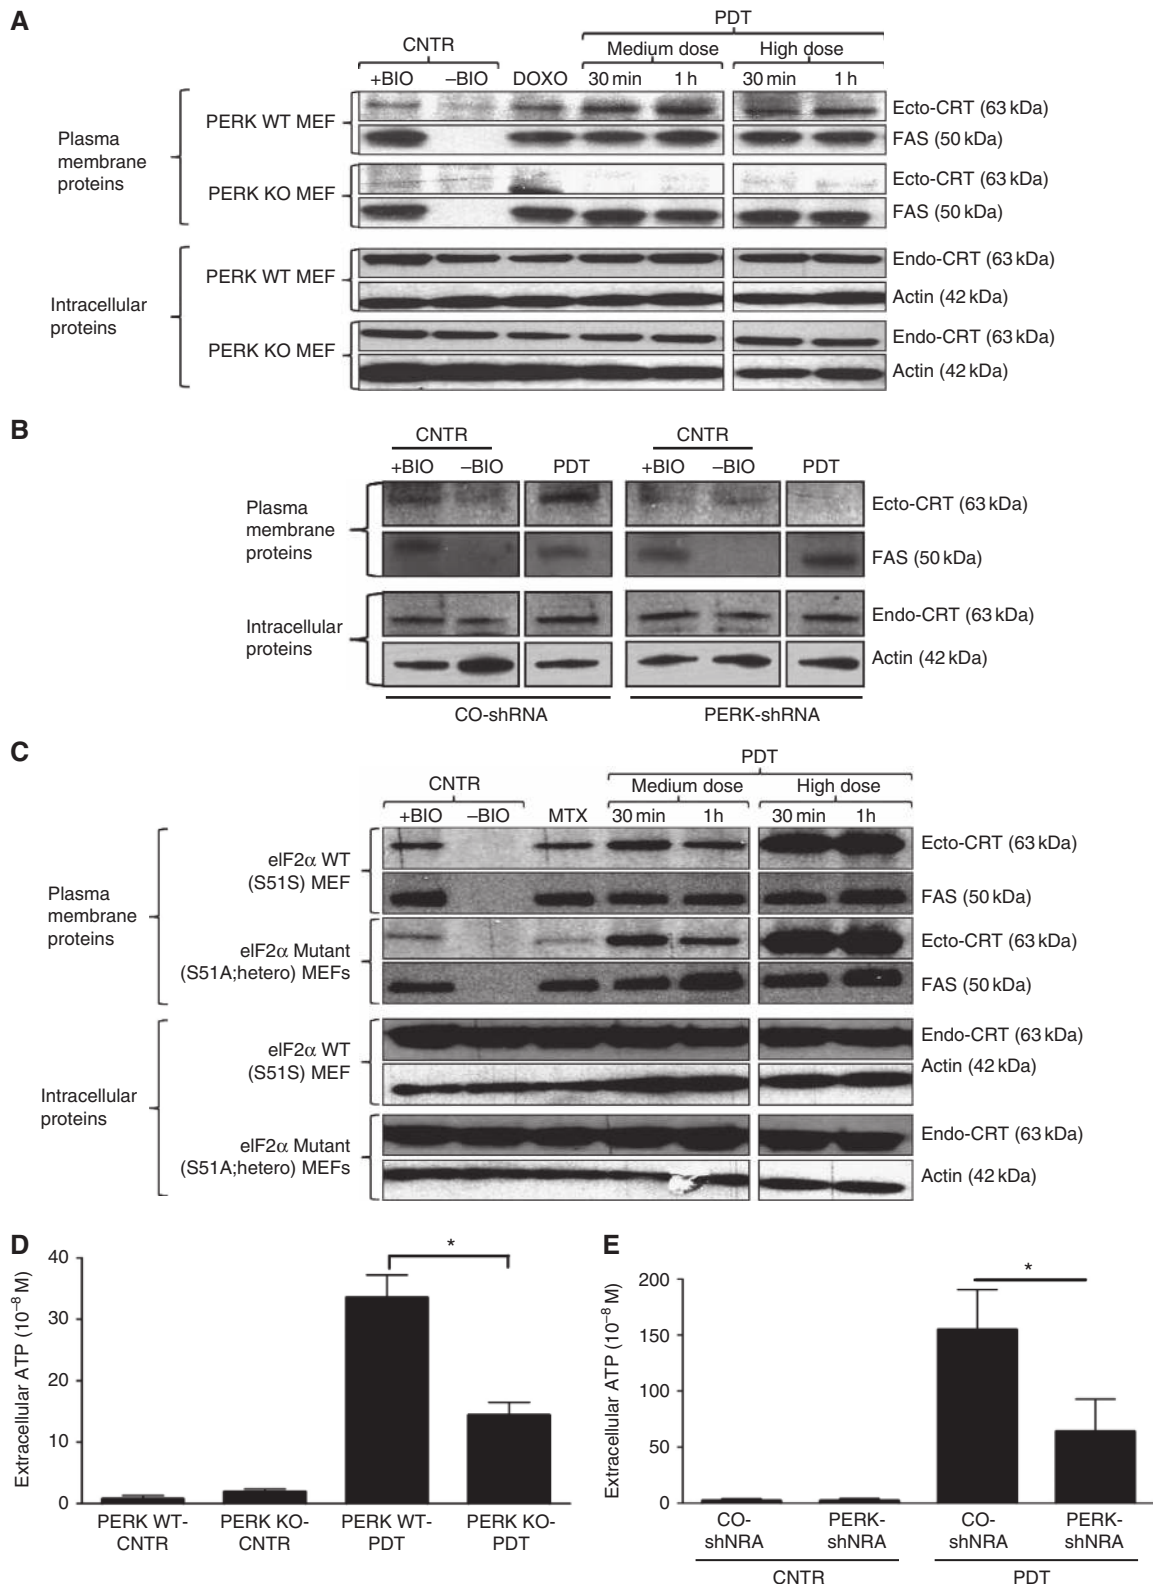 A
PDT
CNTR
Medium dose
High dose
+BIO
–BIO
DOXO
30 min
1 h
30 min
1 h
Plasma
membrane
proteins
PERK WT MEF
Ecto-CRT (63 kDa)
FAS (50 kDa)
PERK KO MEF
Ecto-CRT (63 kDa)
FAS (50 kDa)
Intracellular
proteins
PERK WT MEF
Endo-CRT (63 kDa)
Actin (42 kDa)
PERK KO MEF
Endo-CRT (63 kDa)
Actin (42 kDa)
B
CNTR
CNTR
+BIO
–BIO
PDT
+BIO
–BIO
PDT
Plasma
membrane
proteins
Ecto-CRT (63 kDa)
FAS (50 kDa)
Intracellular
proteins
Endo-CRT (63 kDa)
Actin (42 kDa)
CO-shRNA
PERK-shRNA
C
PDT
CNTR
Medium dose
High dose
+BIO
–BIO
MTX
30 min
1h
30 min
1h
Plasma
membrane
proteins
eIF2α WT
(S51S) MEF
Ecto-CRT (63 kDa)
FAS (50 kDa)
eIF2α Mutant
(S51A;hetero) MEFs
Ecto-CRT (63 kDa)
FAS (50 kDa)
Intracellular
proteins
eIF2α WT
(S51S) MEF
Endo-CRT (63 kDa)
Actin (42 kDa)
eIF2α Mutant
(S51A;hetero) MEFs
Endo-CRT (63 kDa)
Actin (42 kDa)
D
Extracellular ATP (10⁻⁸ M)
40
30
20
10
0
*
PERK WT-
CNTR
PERK KO-
CNTR
PERK WT-
PDT
PERK KO-
PDT
E
Extracellular ATP (10⁻⁸ M)
200
150
100
50
0
*
CO-
shNRA
PERK-
shNRA
CO-
shNRA
PERK-
shNRA
CNTR
PDT